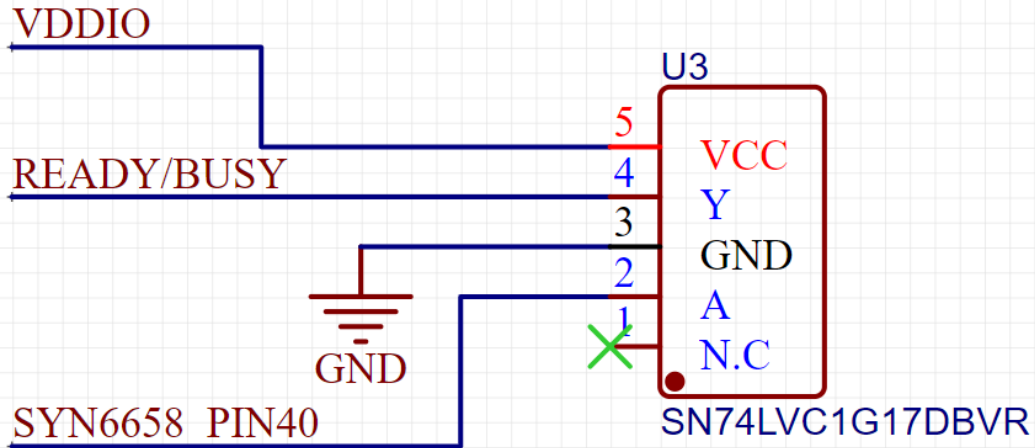 VDDIO
U3
5
VCC
READY/BUSY
4
Y
3
GND
2
A
1
N.C
GND
SYN6658 PIN40
SN74LVC1G17DBVR